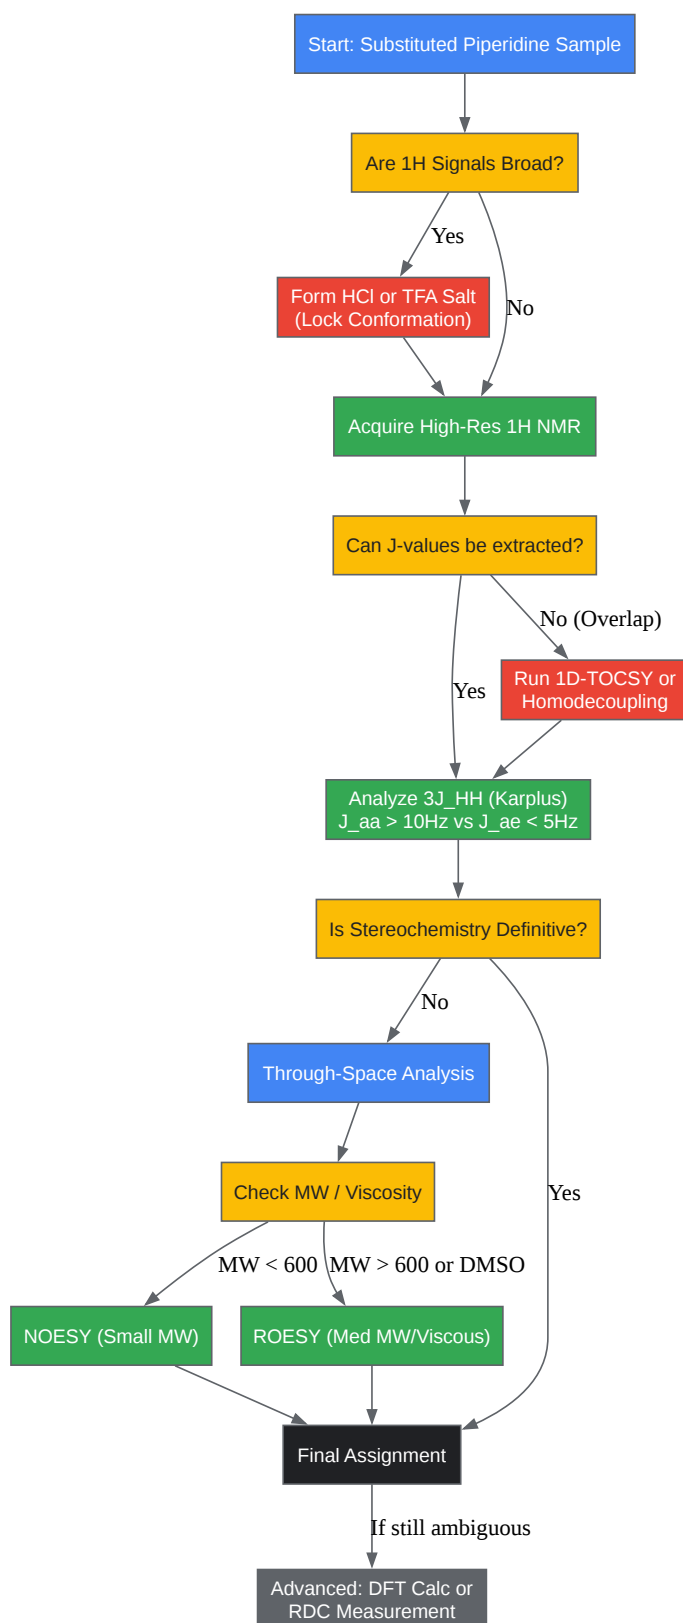 Start: Substituted Piperidine Sample
Are 1H Signals Broad?
Yes
Form HCl or TFA Salt
(Lock Conformation)
No
Acquire High-Res 1H NMR
Can J-values be extracted?
No (Overlap)
Run 1D-TOCSY or
Homodecoupling
Yes
Analyze 3J_HH (Karplus)
J_aa > 10Hz vs J_ae < 5Hz
Is Stereochemistry Definitive?
No
Through-Space Analysis
Check MW / Viscosity
Yes
MW < 600
MW > 600 or DMSO
NOESY (Small MW)
ROESY (Med MW/Viscous)
Final Assignment
If still ambiguous
Advanced: DFT Calc or
RDC Measurement